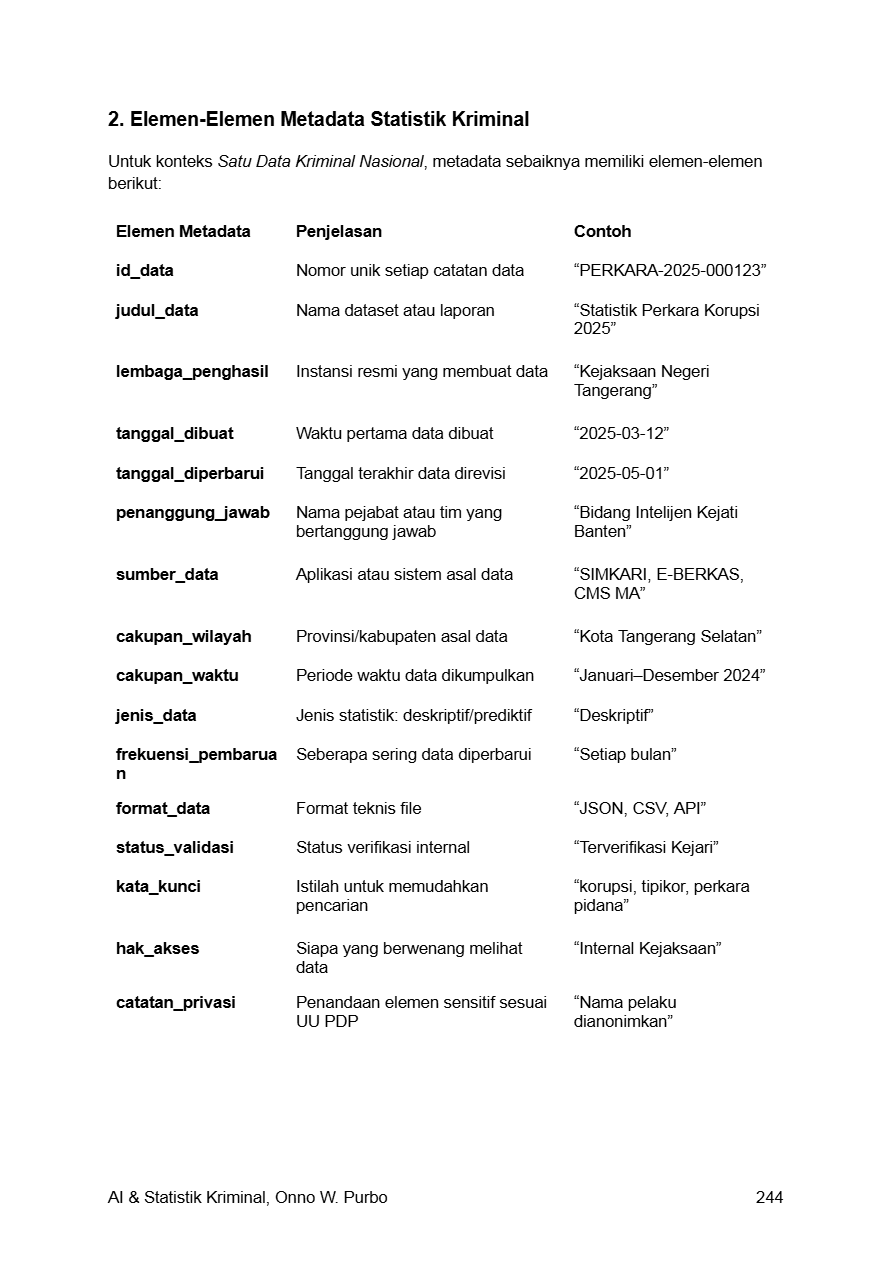 2. Elemen-Elemen Metadata Statistik Kriminal
Untuk konteks Satu Data Kriminal Nasional, metadata sebaiknya memiliki elemen-elemen
berikut:
Elemen Metadata Penjelasan Contoh
id_data Nomor unik setiap catatan data “PERKARA-2025-000123”
judul_data Nama dataset atau laporan “Statistik Perkara Korupsi
2025”
lembaga_penghasil Instansi resmi yang membuat data “Kejaksaan Negeri
Tangerang”
tanggal_dibuat Waktu pertama data dibuat “2025-03-12”
tanggal_diperbarui Tanggal terakhir data direvisi “2025-05-01”
penanggung_jawab Nama pejabat atau tim yang “Bidang Intelijen Kejati
bertanggung jawab Banten”
sumber_data Aplikasi atau sistem asal data “SIMKARI, E-BERKAS,
CMS MA”
cakupan_wilayah Provinsi/kabupaten asal data “Kota Tangerang Selatan”
cakupan_waktu Periode waktu data dikumpulkan “Januari–Desember 2024”
jenis_data Jenis statistik: deskriptif/prediktif “Deskriptif”
frekuensi_pembarua Seberapa sering data diperbarui “Setiap bulan”
n
format_data Format teknis file “JSON, CSV, API”
status_validasi Status verifikasi internal “Terverifikasi Kejari”
kata_kunci Istilah untuk memudahkan “korupsi, tipikor, perkara
pencarian pidana”
hak_akses Siapa yang berwenang melihat “Internal Kejaksaan”
data
catatan_privasi Penandaan elemen sensitif sesuai “Nama pelaku
UU PDP dianonimkan”
AI & Statistik Kriminal, Onno W. Purbo 244